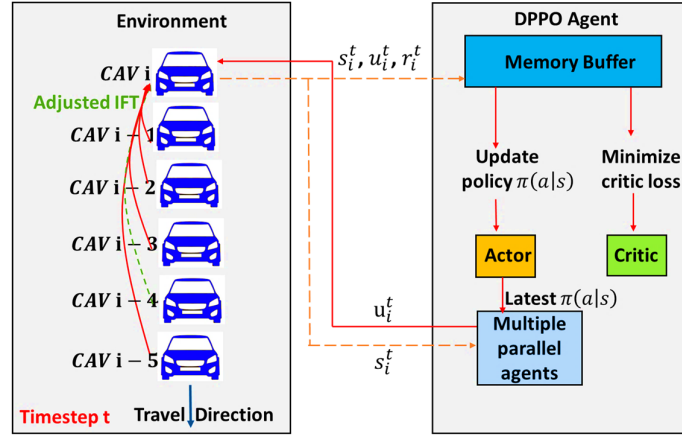 Environment
CAV i
Adjusted IFT
CAV i − 1
CAV i − 2
CAV i − 3
CAV i − 4
CAV i − 5
Timestep t
Travel Direction
s_i^t, u_i^t, r_i^t
u_i^t
s_i^t
DPPO Agent
Memory Buffer
Update
policy π(a|s)
Minimize
critic loss
Actor
Critic
Latest π(a|s)
Multiple
parallel
agents